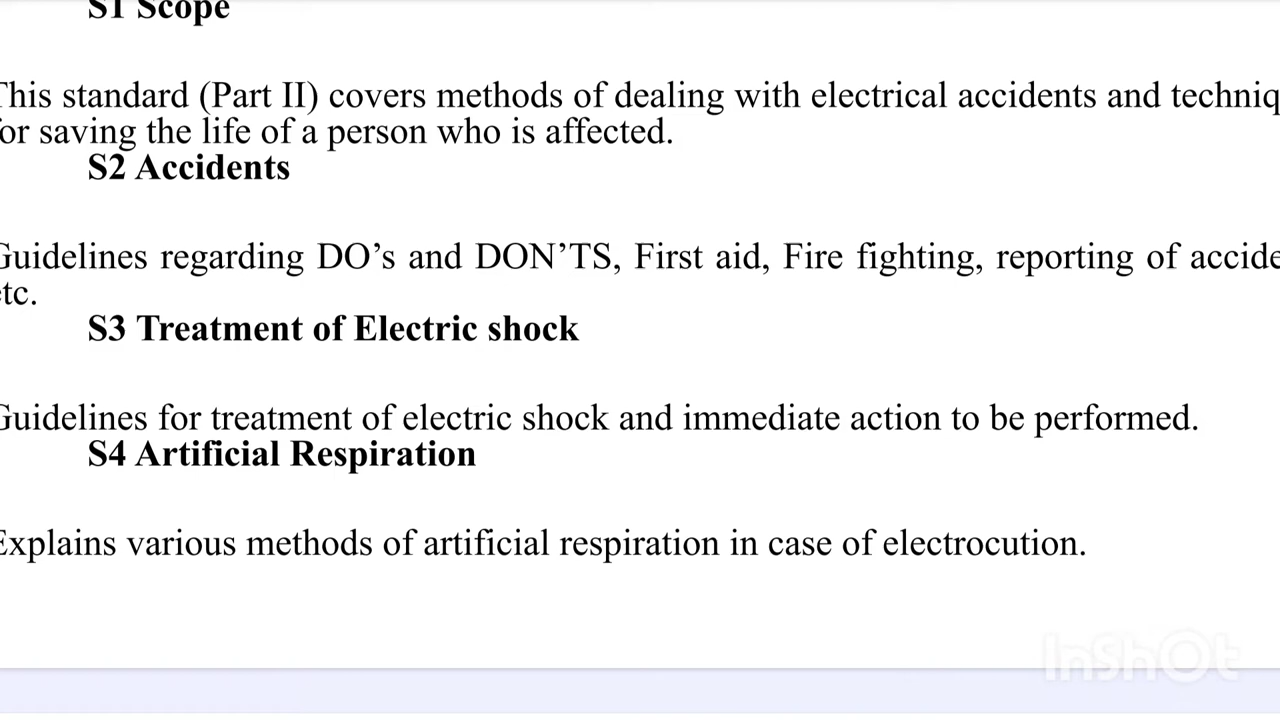 S1 Scope
This standard (Part II) covers methods of dealing with electrical accidents and techniq
for saving the life of a person who is affected.
S2 Accidents
Guidelines regarding DO’s and DON’TS, First aid, Fire fighting, reporting of accide
etc.
S3 Treatment of Electric shock
Guidelines for treatment of electric shock and immediate action to be performed.
S4 Artificial Respiration
Explains various methods of artificial respiration in case of electrocution.
InShOt